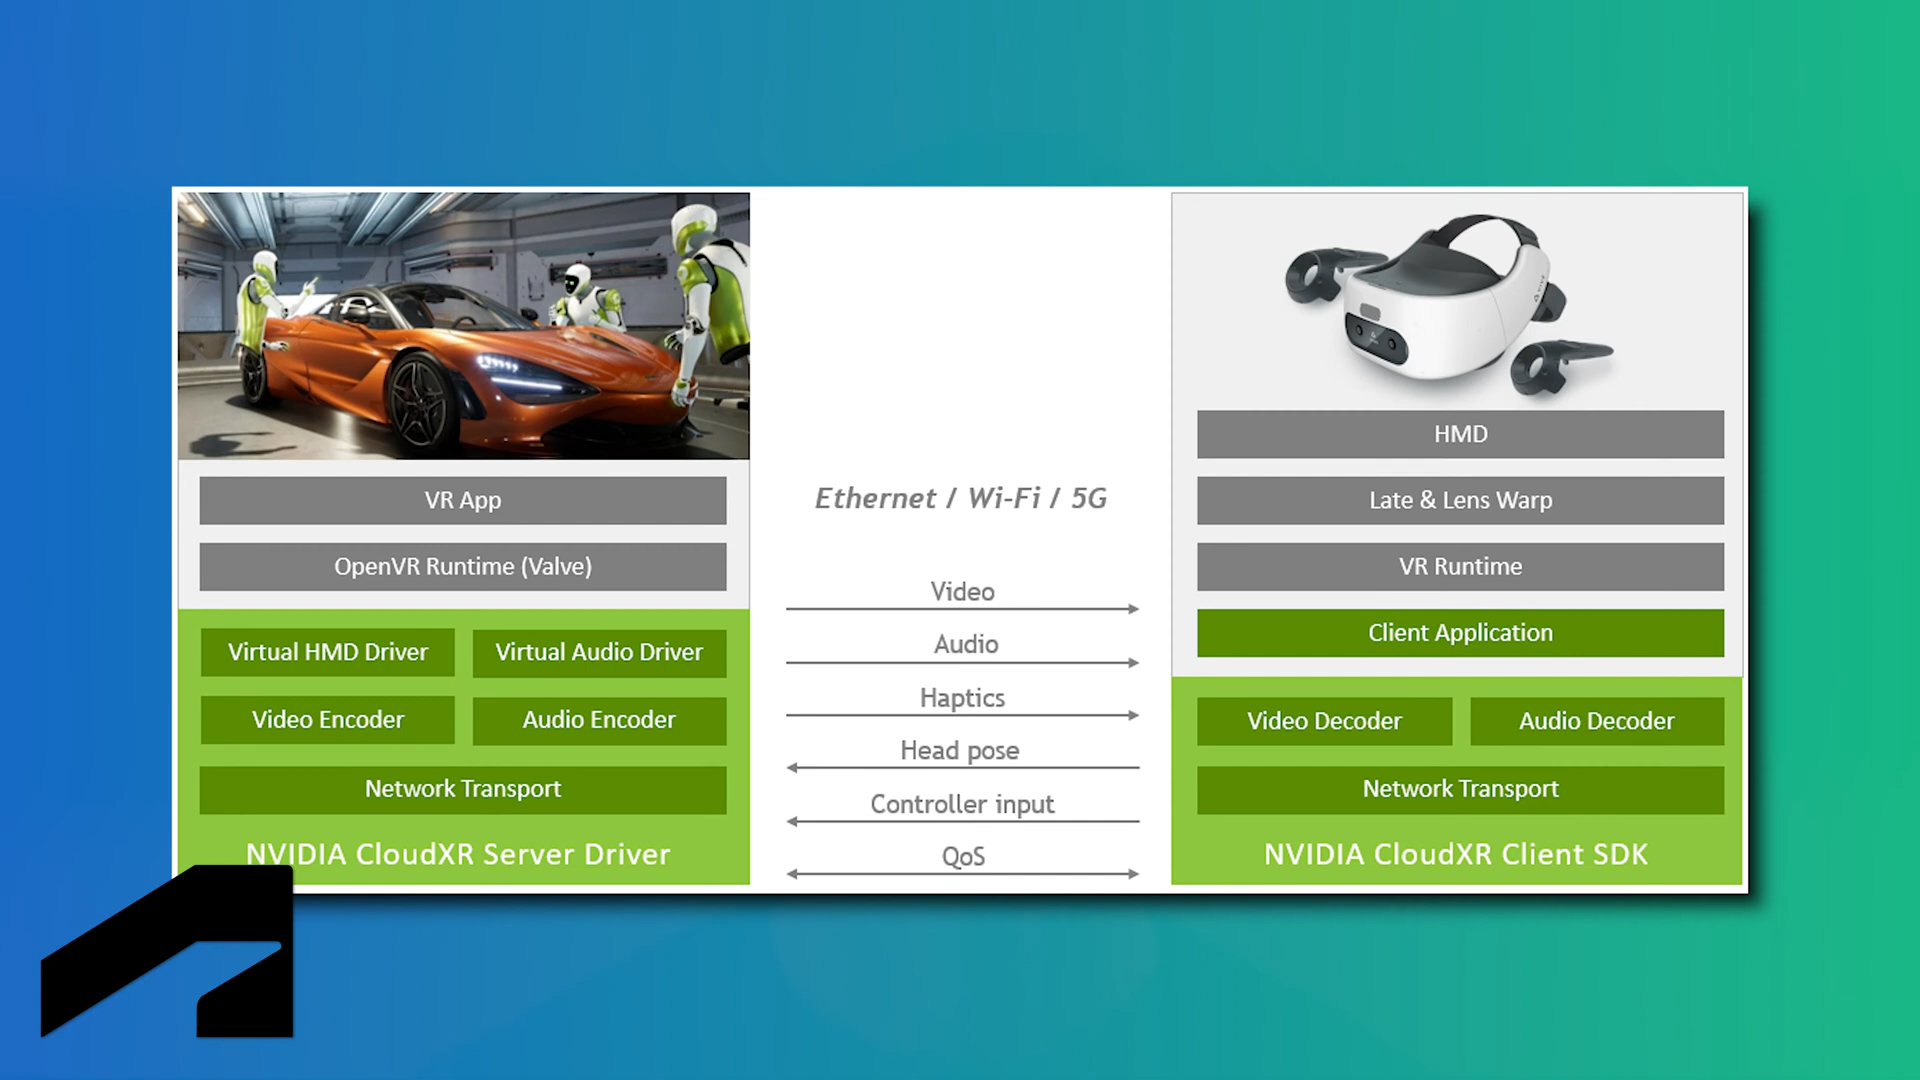 VR App
OpenVR Runtime (Valve)
Virtual HMD Driver
Virtual Audio Driver
Video Encoder
Audio Encoder
Network Transport
NVIDIA CloudXR Server Driver
Ethernet / Wi-Fi / 5G
Video
Audio
Haptics
Head pose
Controller input
QoS
HMD
Late & Lens Warp
VR Runtime
Client Application
Video Decoder
Audio Decoder
Network Transport
NVIDIA CloudXR Client SDK